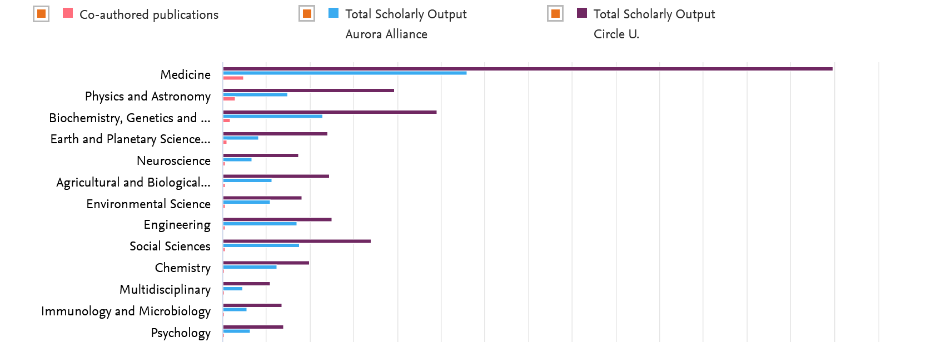 Co-authored publications
Total Scholarly Output
Aurora Alliance
Total Scholarly Output
Circle U.
Medicine
Physics and Astronomy
Biochemistry, Genetics and ...
Earth and Planetary Science...
Neuroscience
Agricultural and Biological...
Environmental Science
Engineering
Social Sciences
Chemistry
Multidisciplinary
Immunology and Microbiology
Psychology